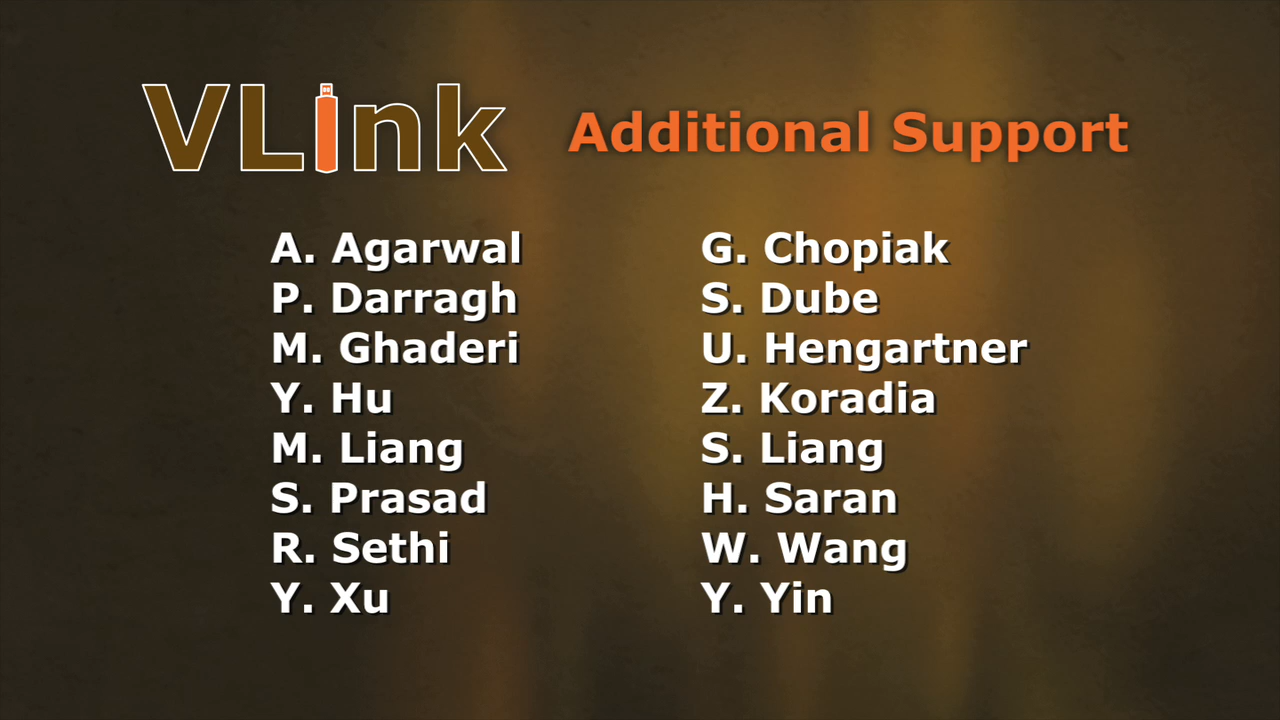 VLink Additional Support
A. Agarwal
P. Darragh
M. Ghaderi
Y. Hu
M. Liang
S. Prasad
R. Sethi
Y. Xu
G. Chopiak
S. Dube
U. Hengartner
Z. Koradia
S. Liang
H. Saran
W. Wang
Y. Yin